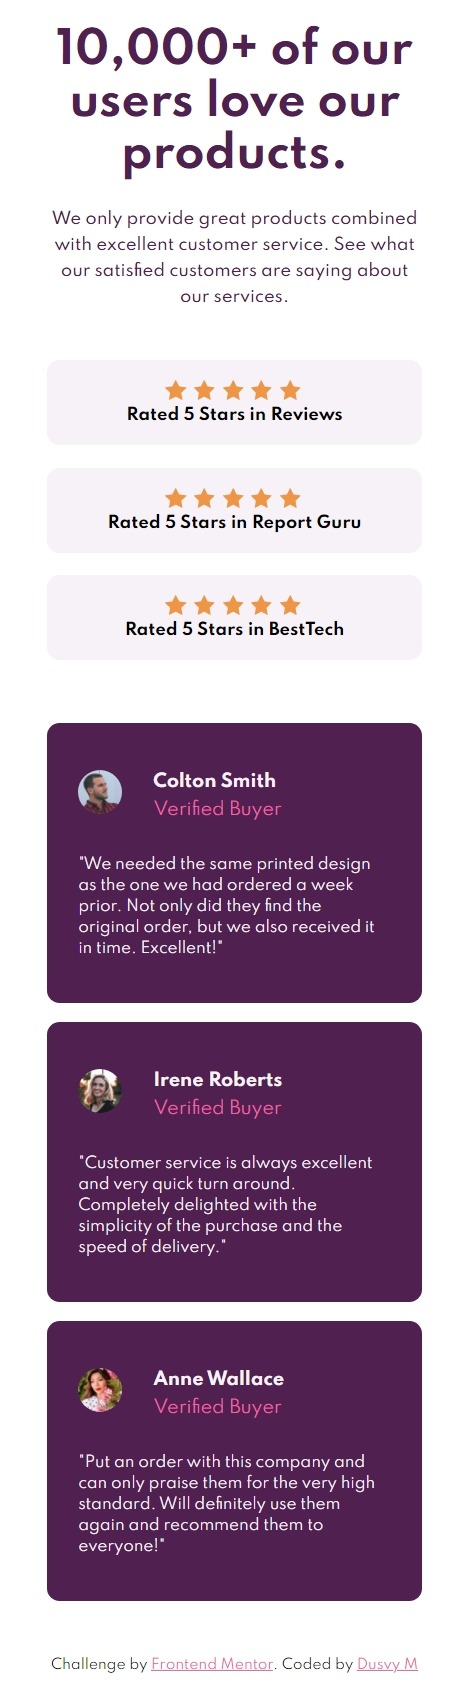 10,000+ of our
users love our
products.
We only provide great products combined
with excellent customer service. See what
our satisfied customers are saying about
our services.
Rated 5 Stars in Reviews
Rated 5 Stars in Report Guru
Rated 5 Stars in BestTech
Colton Smith
Verified Buyer
"We needed the same printed design
as the one we had ordered a week
prior. Not only did they find the
original order, but we also received it
in time. Excellent!"
Irene Roberts
Verified Buyer
"Customer service is always excellent
and very quick turn around.
Completely delighted with the
simplicity of the purchase and the
speed of delivery."
Anne Wallace
Verified Buyer
"Put an order with this company and
can only praise them for the very high
standard. Will definitely use them
again and recommend them to
everyone!"
Challenge by Frontend Mentor. Coded by Dusvy M